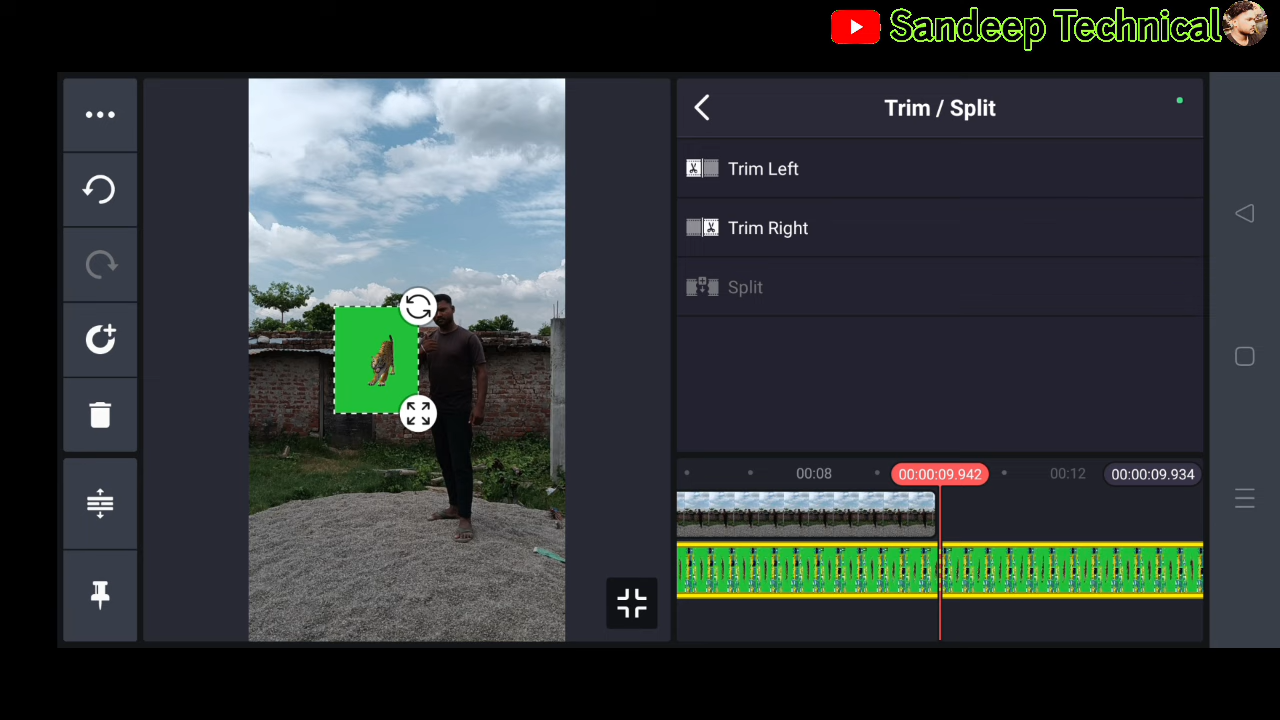 Sandeep Technical
Trim / Split
Trim Left
Trim Right
Split
00:08
00:00:09.942
00:12
00:00:09.934